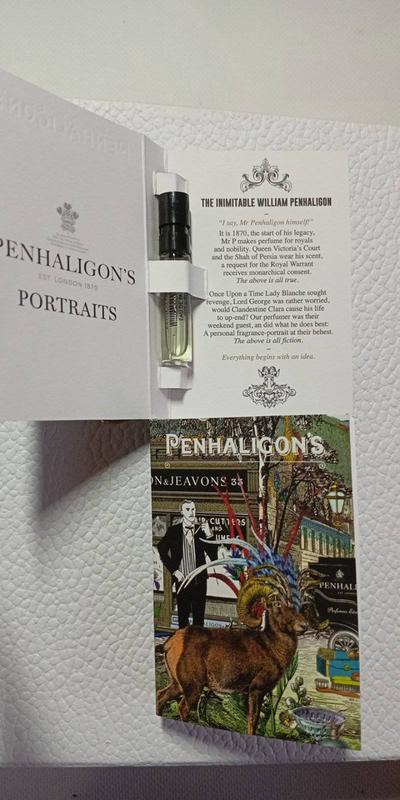 PENHALIGON'S
EST. LONDON 1870
PORTRAITS
THE INIMITABLE WILLIAM PENHALIGON
"I say, Mr Penhaligon himself!"
It is 1870, the start of his legacy,
Mr P makes perfume for royals
and nobility. Queen Victoria's Court
and the Shah of Persia wear his scent,
a request for the Royal Warrant
receives monarchical consent.
The above is all true.
Once Upon a Time Lady Blanche sought
revenge, Lord George was rather worried,
would Clandestine Clara cause his life
to up-end? Our perfumer was their
weekend guest, an did what he does best:
A personal fragrance-portrait at their behest.
The above is all fiction.
Everything begins with an idea.
PENHALIGON'S
N&JEAVONS 33
CUTTERS
AND
UME
PENHAL